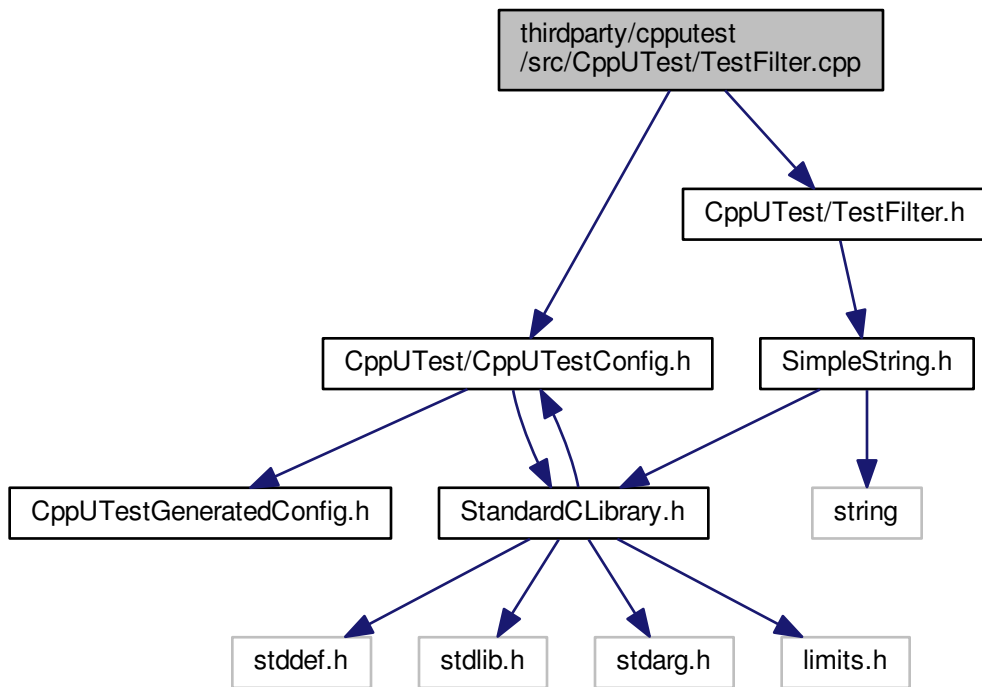 thirdparty/cpputest
/src/CppUTest/TestFilter.cpp
CppUTest/TestFilter.h
CppUTest/CppUTestConfig.h
SimpleString.h
CppUTestGeneratedConfig.h
StandardCLibrary.h
string
stddef.h
stdlib.h
stdarg.h
limits.h